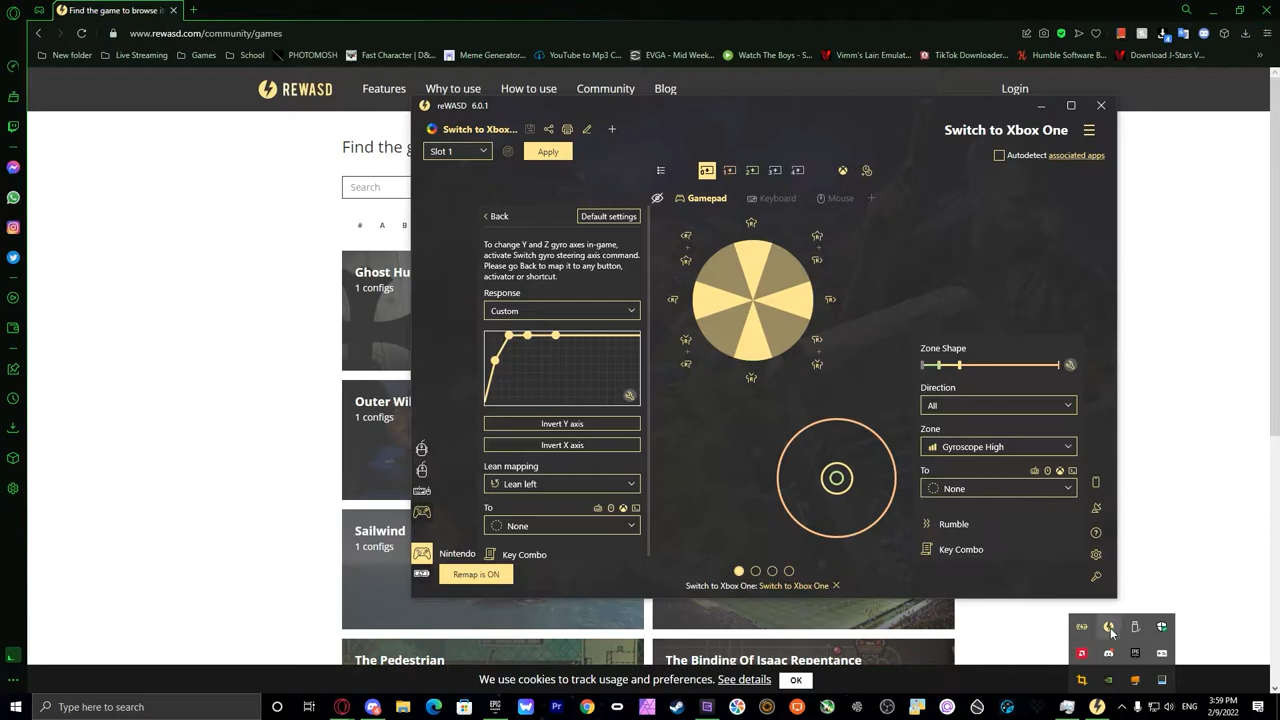 Find the game to browse i
www.rewasd.com/community/games
New folder
Live Streaming
Games
School
PHOTOMOSH
Fast Character | D&...
Meme Generator...
YouTube to Mp3 C...
EVGA - Mid Week...
Watch The Boys - S...
Vimm's Lair: Emulat...
TikTok Downloader...
Humble Software B...
Download J-Stars V...
REWASD
Features
Why to use
How to use
Community
Blog
Login
reWASD 6.0.1
Switch to Xbox...
Switch to Xbox One
Slot 1
Apply
Autodetect associated apps
Find the g
Search
# A B
Gamepad
Keyboard
Mouse
Back
Default settings
To change Y and Z gyro axes in-game,
activate Switch gyro steering axis command.
Please go Back to map it to any button,
activator or shortcut.
Response
Custom
Invert Y axis
Invert X axis
Lean mapping
Lean left
To
None
Key Combo
Nintendo
Remap is ON
Zone Shape
Direction
All
Zone
Gyroscope High
To
None
Rumble
Key Combo
Switch to Xbox One: Switch to Xbox One
Ghost Hu
1 configs
Outer Wil
1 configs
Sailwind
1 configs
The Pedestrian
The Binding Of Isaac Repentance
We use cookies to track usage and preferences. See details
OK
Type here to search
3:59 PM
2/9/2022